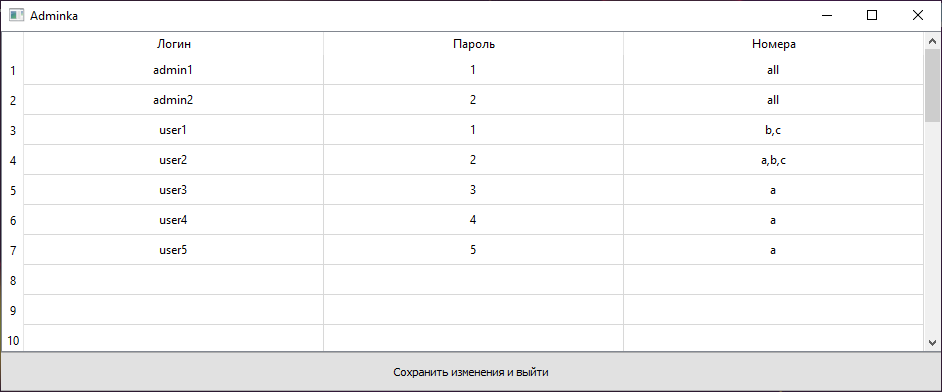 Adminka
Логин Пароль Номера
1 admin1 1 all
2 admin2 2 all
3 user1 1 b,c
4 user2 2 a,b,c
5 user3 3 a
6 user4 4 a
7 user5 5 a
8
9
10
Сохранить изменения и выйти